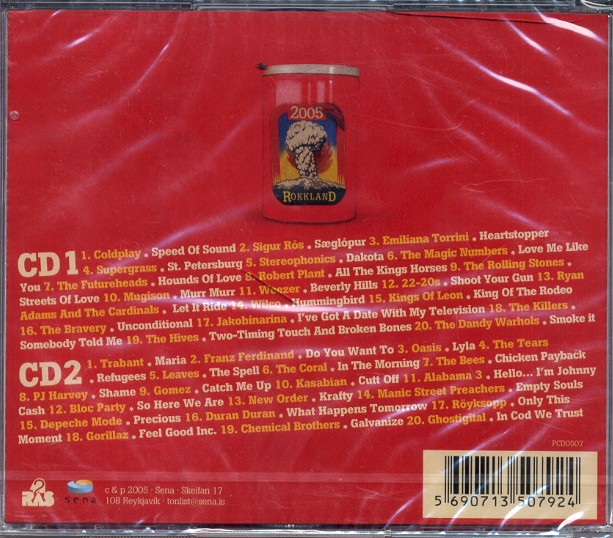 2005
ROKKLAND
CD 1 1. Coldplay . Speed Of Sound 2. Sigur Rós . Sæglópur 3. Emiliana Torrini . Heartstopper
4. Supergrass . St. Petersburg 5. Stereophonics . Dakota 6. The Magic Numbers . Love Me Like
You 7. The Futureheads . Hounds Of Love 8. Robert Plant . All The Kings Horses 9. The Rolling Stones .
Streets Of Love 10. Mugison . Murr Murr 11. Weezer . Beverly Hills 12. 22-20s . Shoot Your Gun 13. Ryan
Adams And The Cardinals . Let It Ride 14. Wilco . Hummingbird 15. Kings Of Leon . King Of The Rodeo
16. The Bravery . Unconditional 17. Jakobinarina . I've Got A Date With My Television 18. The Killers .
Somebody Told Me 19. The Hives . Two-Timing Touch And Broken Bones 20. The Dandy Warhols . Smoke it
CD 2 1. Trabant . Maria 2. Franz Ferdinand . Do You Want To 3. Oasis . Lyla 4. The Tears
. Refugees 5. Leaves . The Spell 6. The Coral . In The Morning 7. The Bees . Chicken Payback
8. PJ Harvey . Shame 9. Gomez . Catch Me Up 10. Kasabian . Cutt Off 11. Alabama 3 . Hello... I'm Johnny
Cash 12. Bloc Party . So Here We Are 13. New Order . Krafty 14. Manic Street Preachers . Empty Souls
15. Depeche Mode . Precious 16. Duran Duran . What Happens Tomorrow 17. Röyksopp . Only This
Moment 18. Gorillaz . Feel Good Inc. 19. Chemical Brothers . Galvanize 20. Ghostigital . In Cod We Trust
PCD0507
RÁS 2
sena
c & p 2005 · Sena · Skeifan 17
108 Reykjavik · tonlist@sena.is
5 690713 507924